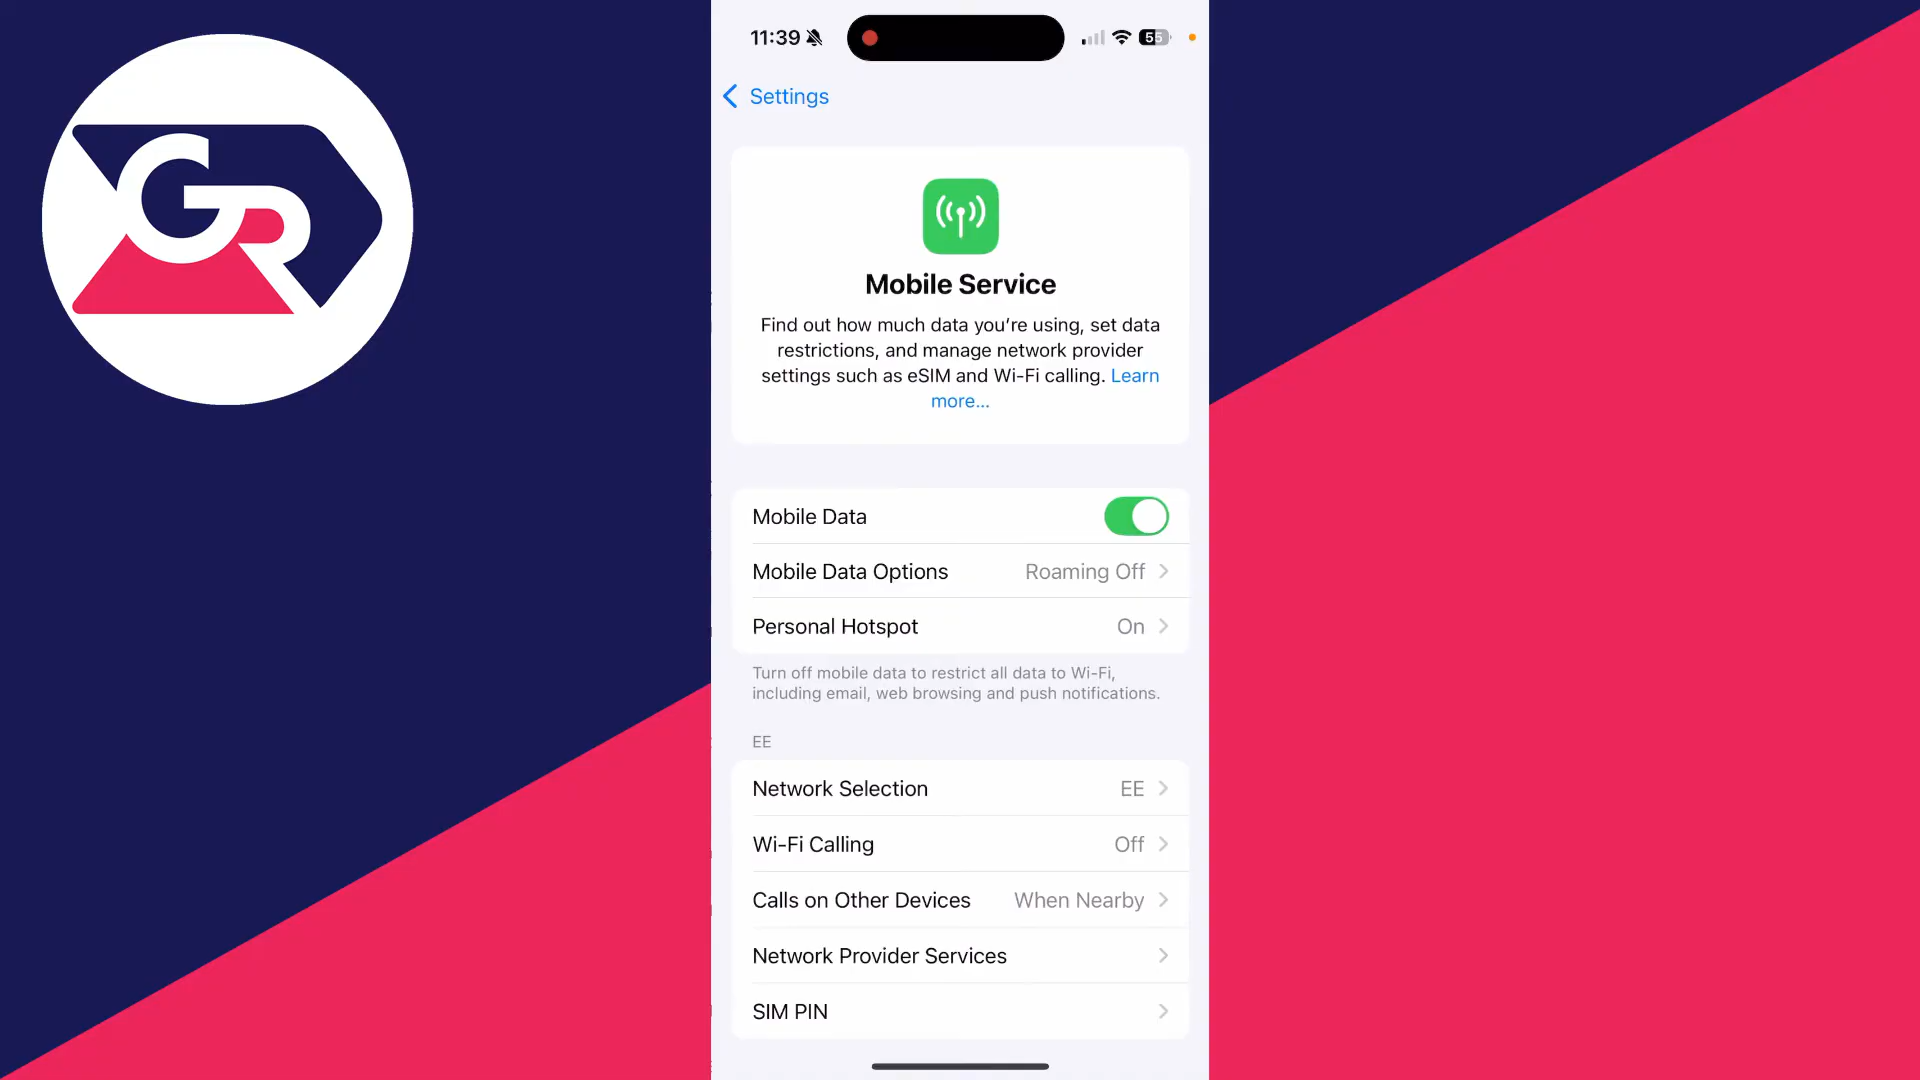 GR
11:39
55
Settings
Mobile Service
Find out how much data you're using, set data
restrictions, and manage network provider
settings such as eSIM and Wi-Fi calling. Learn
more...
Mobile Data
Mobile Data Options Roaming Off
Personal Hotspot On
Turn off mobile data to restrict all data to Wi-Fi,
including email, web browsing and push notifications.
EE
Network Selection EE
Wi-Fi Calling Off
Calls on Other Devices When Nearby
Network Provider Services
SIM PIN